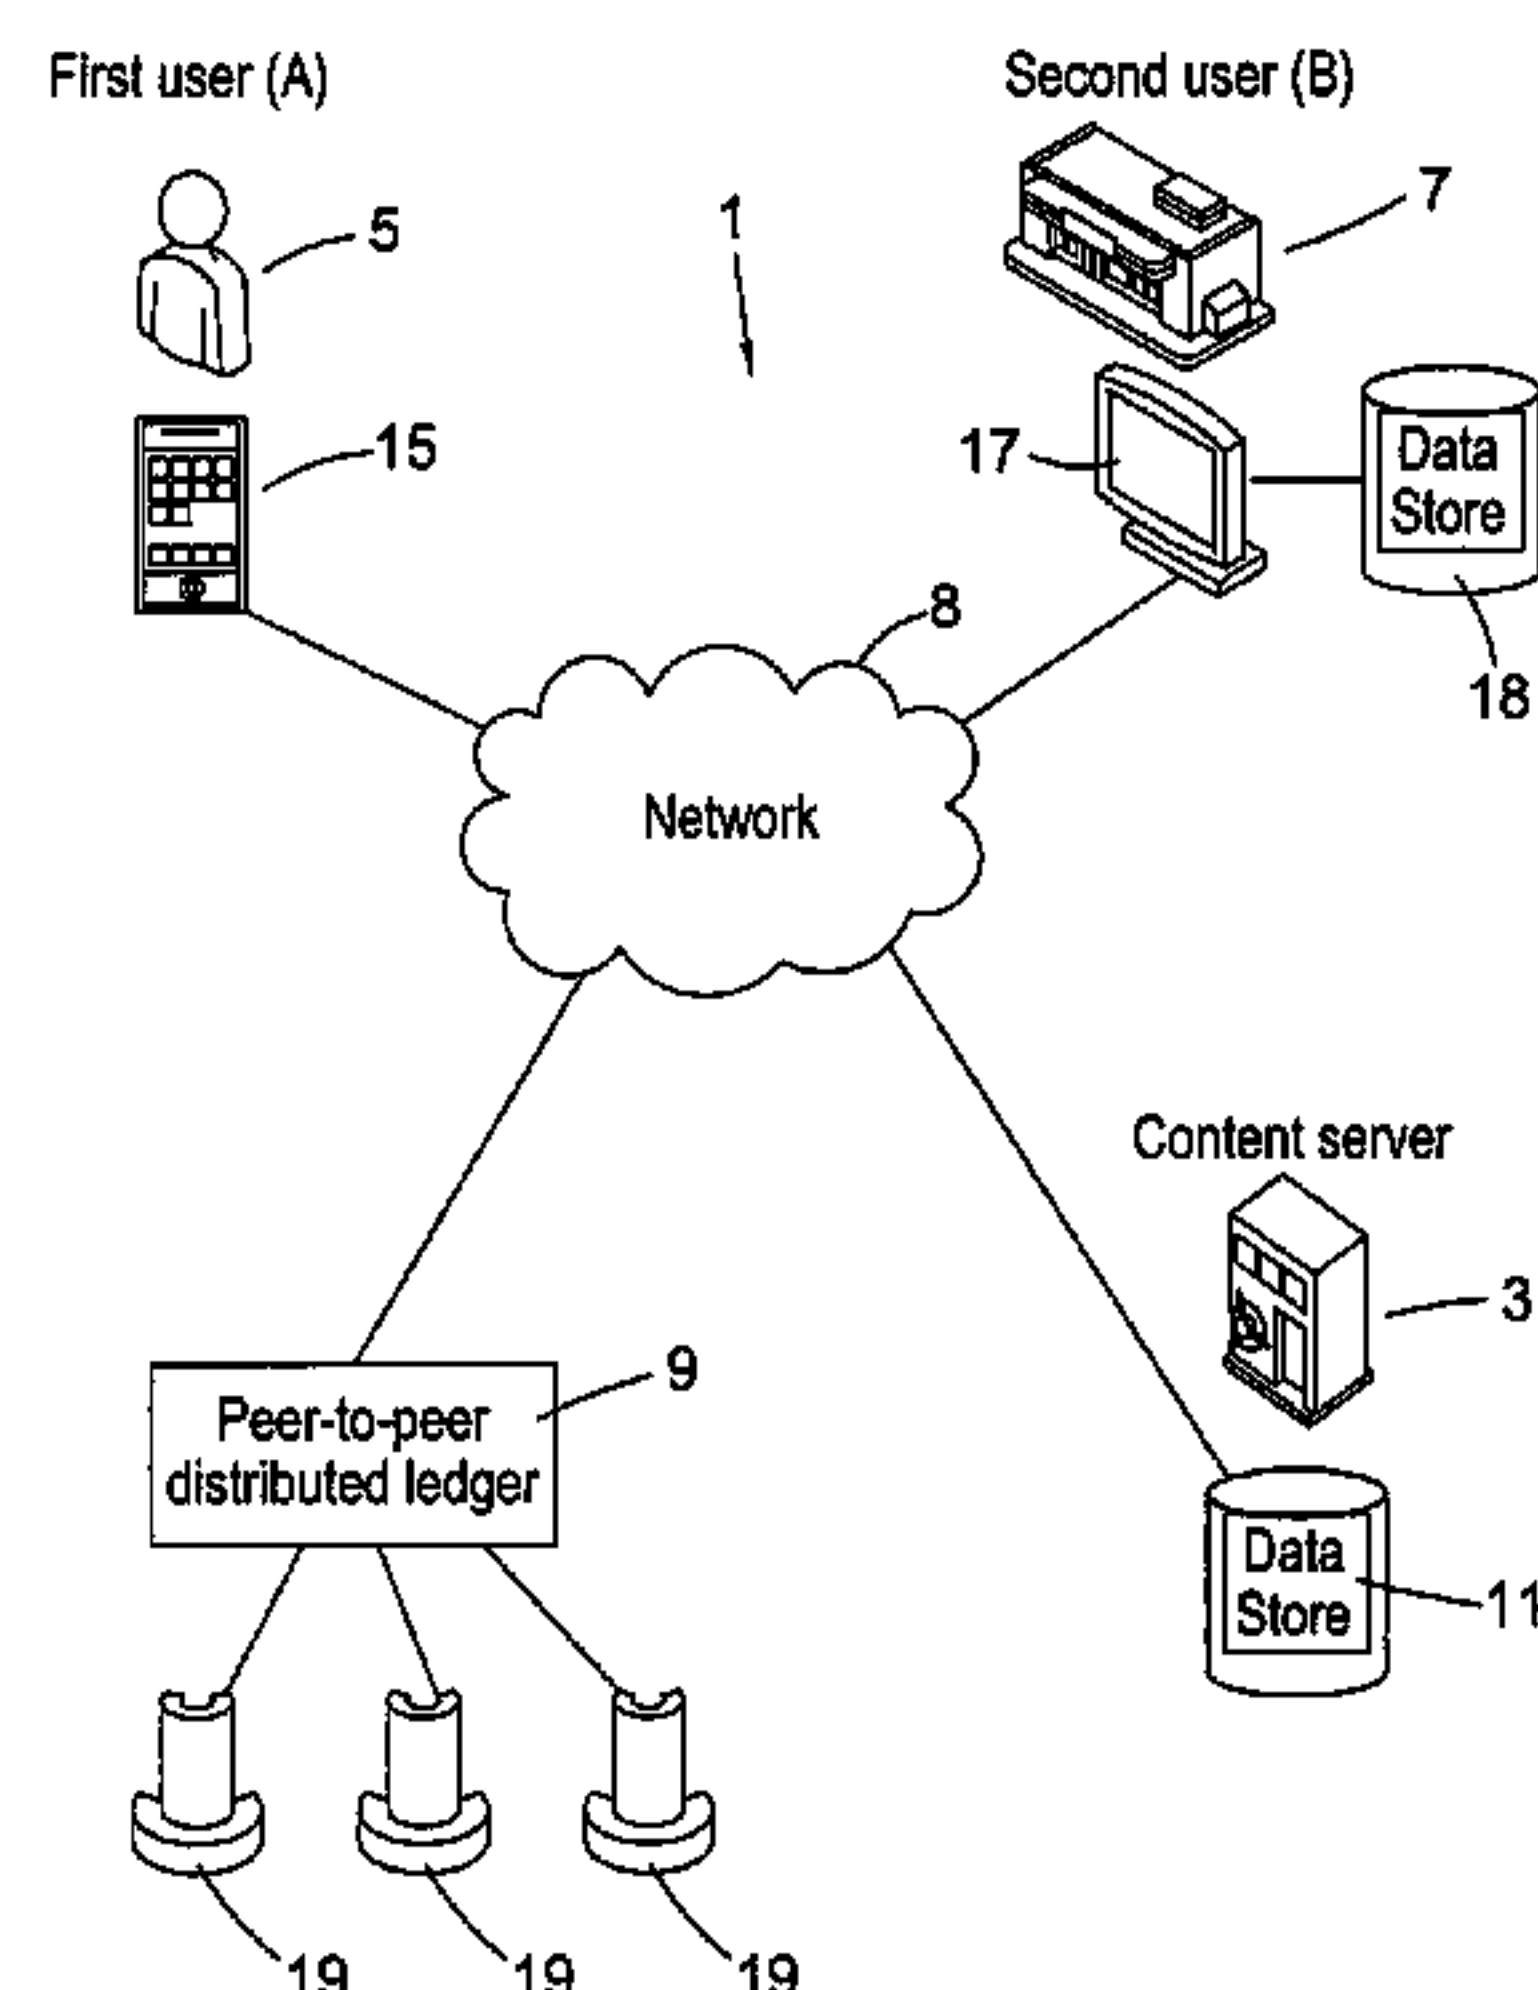 First user (A)
Second user (B)
5
1
7
15
17
Data
Store
8
18
Network
Content server
3
9
Peer-to-peer
distributed ledger
Data
Store
11
19
19
19